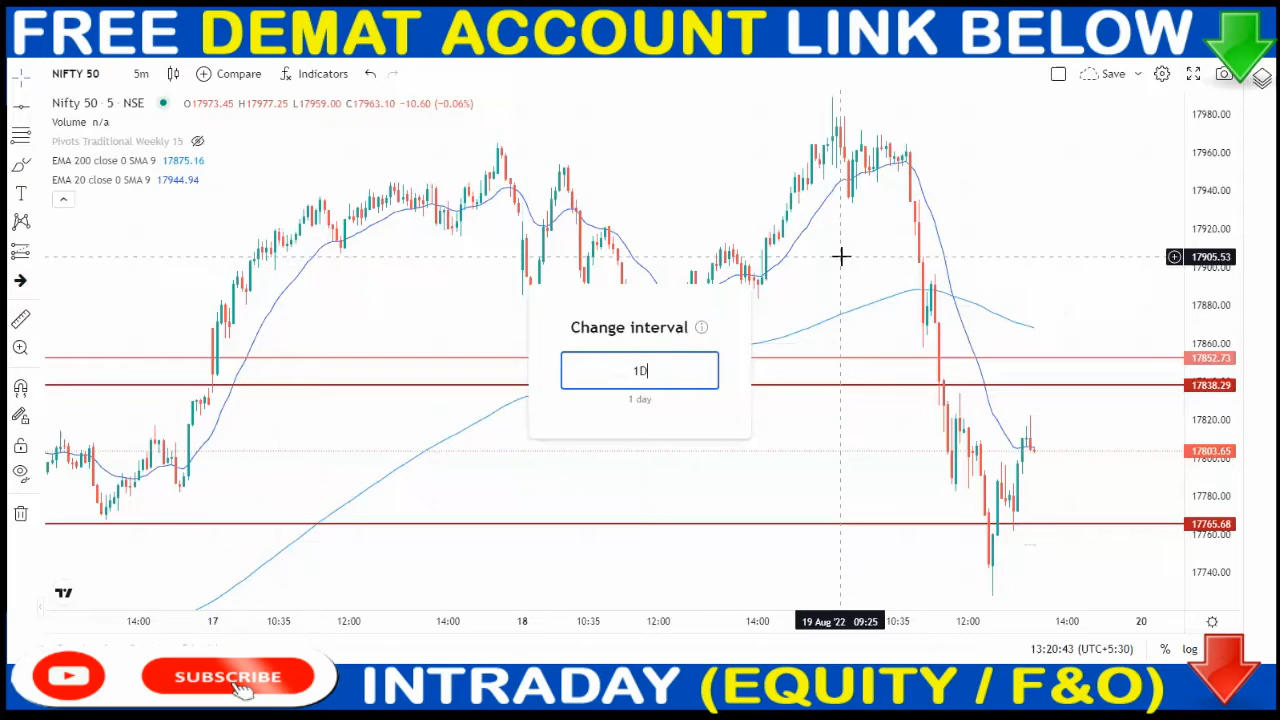 FREE DEMAT ACCOUNT LINK BELOW
NIFTY 50 5m Compare Indicators Save
Nifty 50 · 5 · NSE O17973.45 H17977.25 L17959.00 C17963.10 −10.60 (−0.06%)
Volume n/a
Pivots Traditional Weekly 15
EMA 200 close 0 SMA 9 17875.16
EMA 20 close 0 SMA 9 17944.94
17980.00
17960.00
17940.00
17920.00
17905.53
17900.00
17880.00
17860.00
17852.73
17838.29
17820.00
17803.65
17800.00
17780.00
17765.68
17760.00
17740.00
Change interval
1D
1 day
14:00 17 10:35 12:00 14:00 18 10:35 12:00 14:00 19 Aug '22 09:25 10:35 12:00 14:00 20
13:20:43 (UTC+5:30) % log
SUBSCRIBE
INTRADAY (EQUITY / F&O)